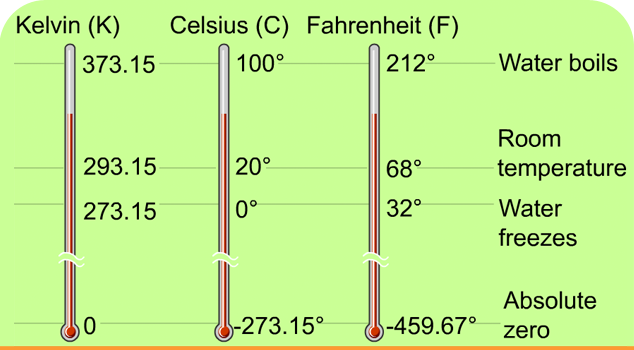 Kelvin (K) Celsius (C) Fahrenheit (F)
373.15 100° 212° Water boils
Room
293.15 20° 68° temperature
273.15 0° 32° Water
freezes
Absolute
0 -273.15° -459.67° zero